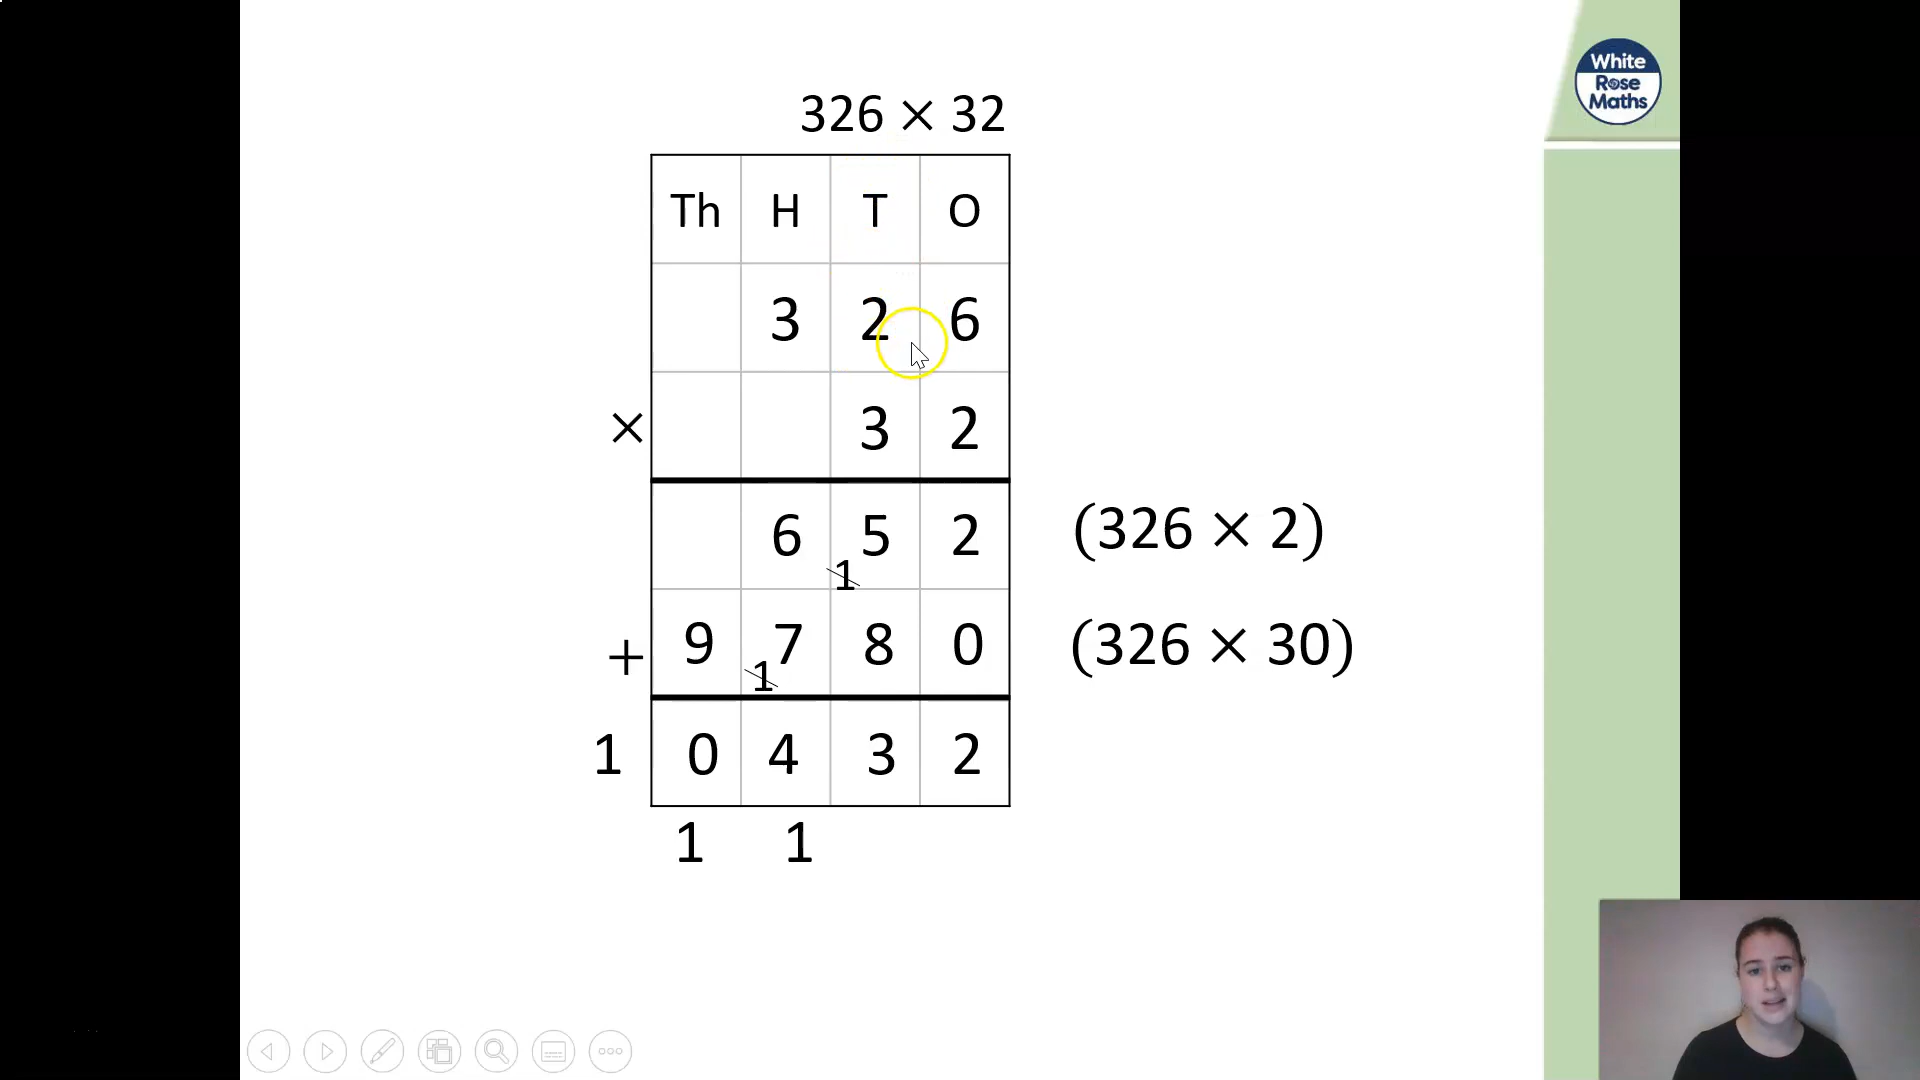 White
Rose
Maths
326 × 32
Th H T O
3 2 6
× 3 2
6 5 2 (326 × 2)
1
+ 9 7 8 0 (326 × 30)
1
1 0 4 3 2
1 1